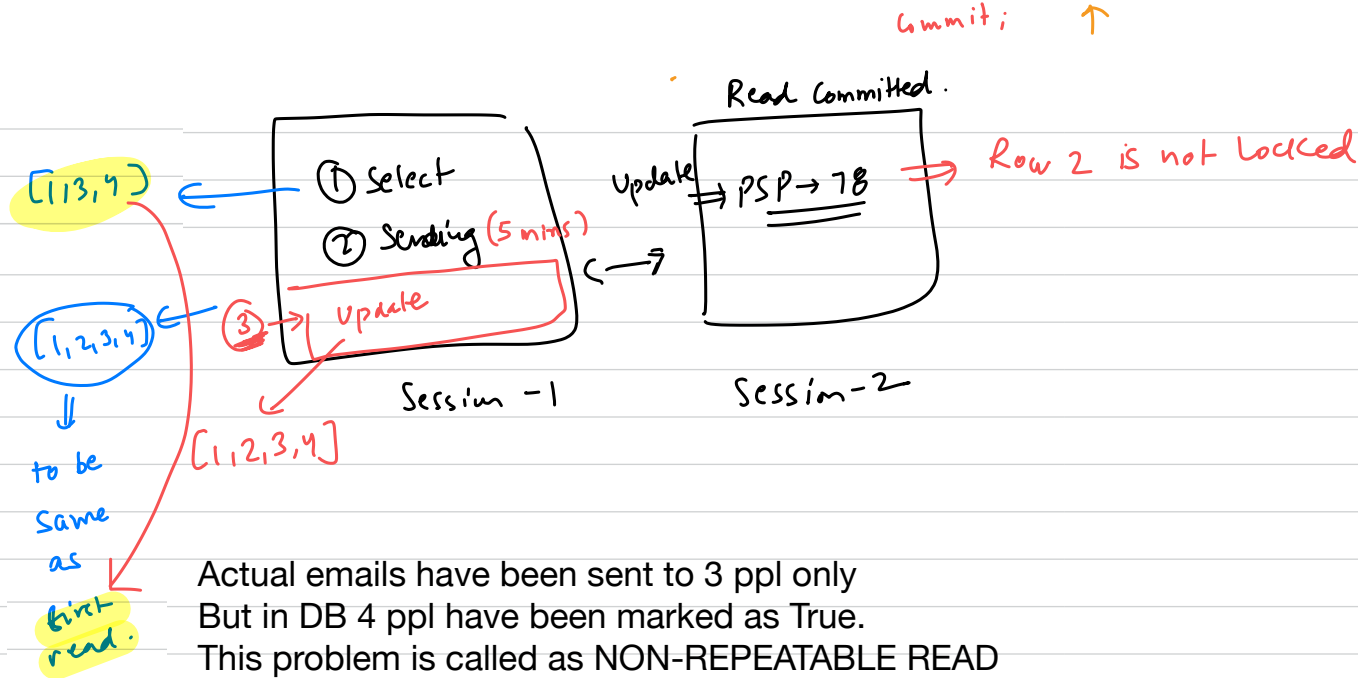 Commit;
Read Committed.
[1,3,4]
① Select
Update PSP → 78
Row 2 is not Locked
② Sending (5 mins)
[1,2,3,4]
③ Update
Session -1
Session -2
[1,2,3,4]
to be
same
as
first
read.
Actual emails have been sent to 3 ppl only
But in DB 4 ppl have been marked as True.
This problem is called as NON-REPEATABLE READ